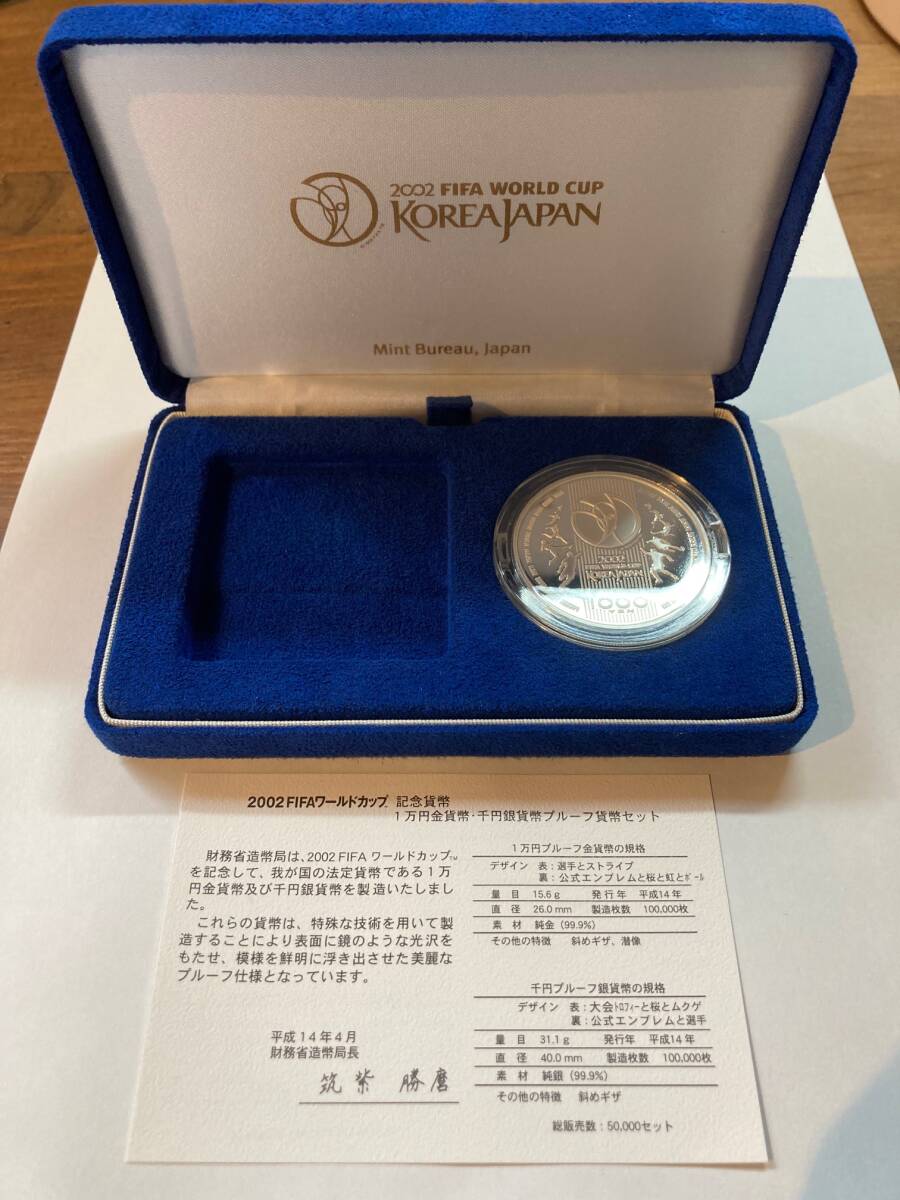 2002 FIFA WORLD CUP
KOREAJAPAN
Mint Bureau, Japan
2002
FIFA WORLD CUP
KOREAJAPAN
1000
YEN
2002 FIFAワールドカップ™ 記念貨幣
1万円金貨幣・千円銀貨幣プルーフ貨幣セット
財務省造幣局は、2002 FIFA ワールドカップ™
を記念して、我が国の法定貨幣である1万
円金貨幣及び千円銀貨幣を製造いたしまし
た。
これらの貨幣は、特殊な技術を用いて製
造することにより表面に鏡のような光沢を
もたせ、模様を鮮明に浮き出させた美麗な
プルーフ仕様となっています。
平成14年4月
財務省造幣局長
筑紫 勝麿
1万円プルーフ金貨幣の規格
デザイン 表：選手とストライプ
裏：公式エンブレムと桜と虹とボール
量目 15.6g 発行年 平成14年
直径 26.0mm 製造枚数 100,000枚
素材 純金(99.9%)
その他の特徴 斜めギザ、潜像
千円プルーフ銀貨幣の規格
デザイン 表：大会トロフィーと桜とムクゲ
裏：公式エンブレムと選手
量目 31.1g 発行年 平成14年
直径 40.0mm 製造枚数 100,000枚
素材 純銀(99.9%)
その他の特徴 斜めギザ
総販売数：50,000セット